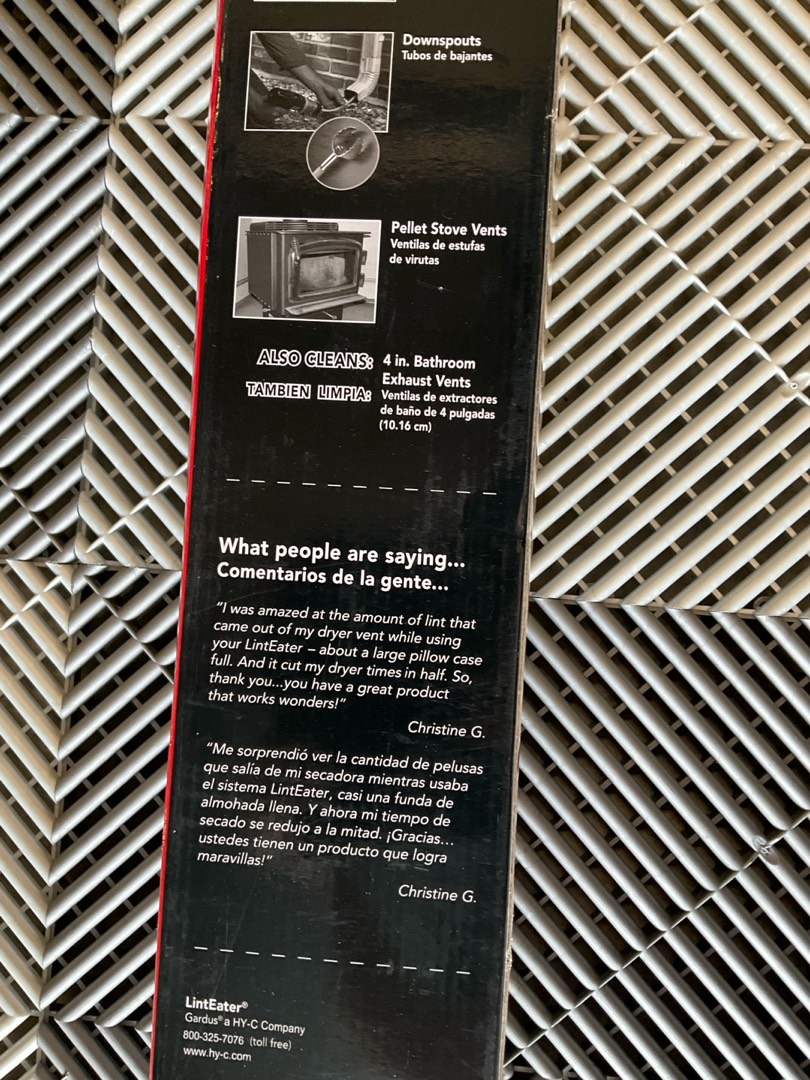 Downspouts
Tubos de bajantes
Pellet Stove Vents
Ventilas de estufas
de virutas
ALSO CLEANS:
TAMBIEN LIMPIA:
4 in. Bathroom
Exhaust Vents
Ventilas de extractores
de baño de 4 pulgadas
(10.16 cm)
What people are saying...
Comentarios de la gente...
"I was amazed at the amount of lint that
came out of my dryer vent while using
your LintEater – about a large pillow case
full. And it cut my dryer times in half. So,
thank you...you have a great product
that works wonders!"
Christine G.
"Me sorprendió ver la cantidad de pelusas
que salía de mi secadora mientras usaba
el sistema LintEater, casi una funda de
almohada llena. Y ahora mi tiempo de
secado se redujo a la mitad. ¡Gracias...
ustedes tienen un producto que logra
maravillas!"
Christine G.
LintEater®
Gardus® a HY-C Company
800-325-7076 (toll free)
www.hy-c.com